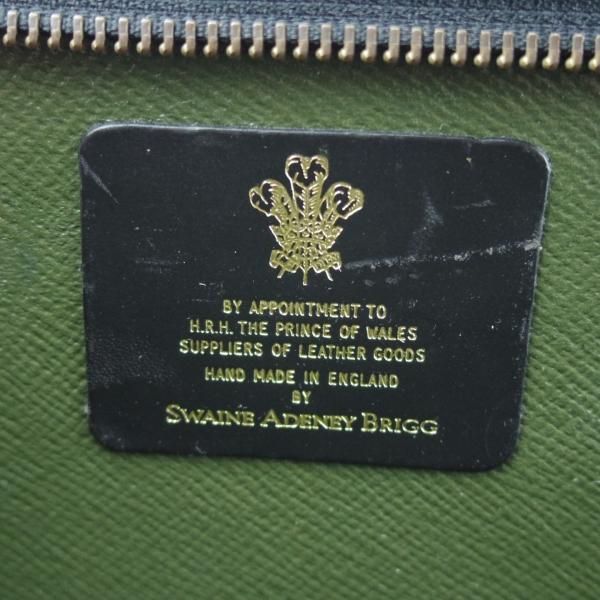 BY APPOINTMENT TO
H.R.H. THE PRINCE OF WALES
SUPPLIERS OF LEATHER GOODS
HAND MADE IN ENGLAND
BY
SWAINE ADENEY BRIGG